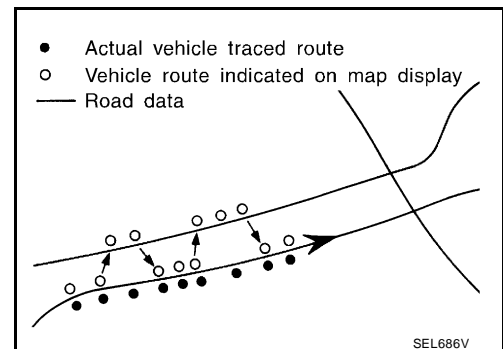 Actual vehicle traced route
Vehicle route indicated on map display
Road data
SEL686V